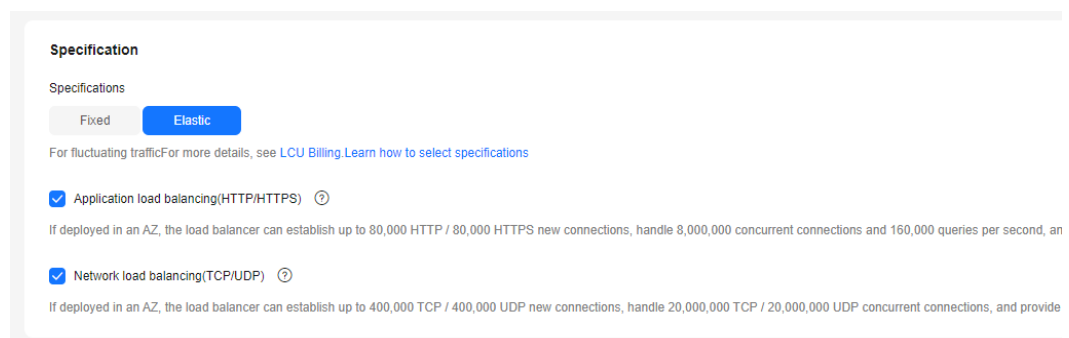 Specification
Specifications
Fixed Elastic
For fluctuating trafficFor more details, see LCU Billing.Learn how to select specifications
Application load balancing(HTTP/HTTPS) ?
If deployed in an AZ, the load balancer can establish up to 80,000 HTTP / 80,000 HTTPS new connections, handle 8,000,000 concurrent connections and 160,000 queries per second, an
Network load balancing(TCP/UDP) ?
If deployed in an AZ, the load balancer can establish up to 400,000 TCP / 400,000 UDP new connections, handle 20,000,000 TCP / 20,000,000 UDP concurrent connections, and provide